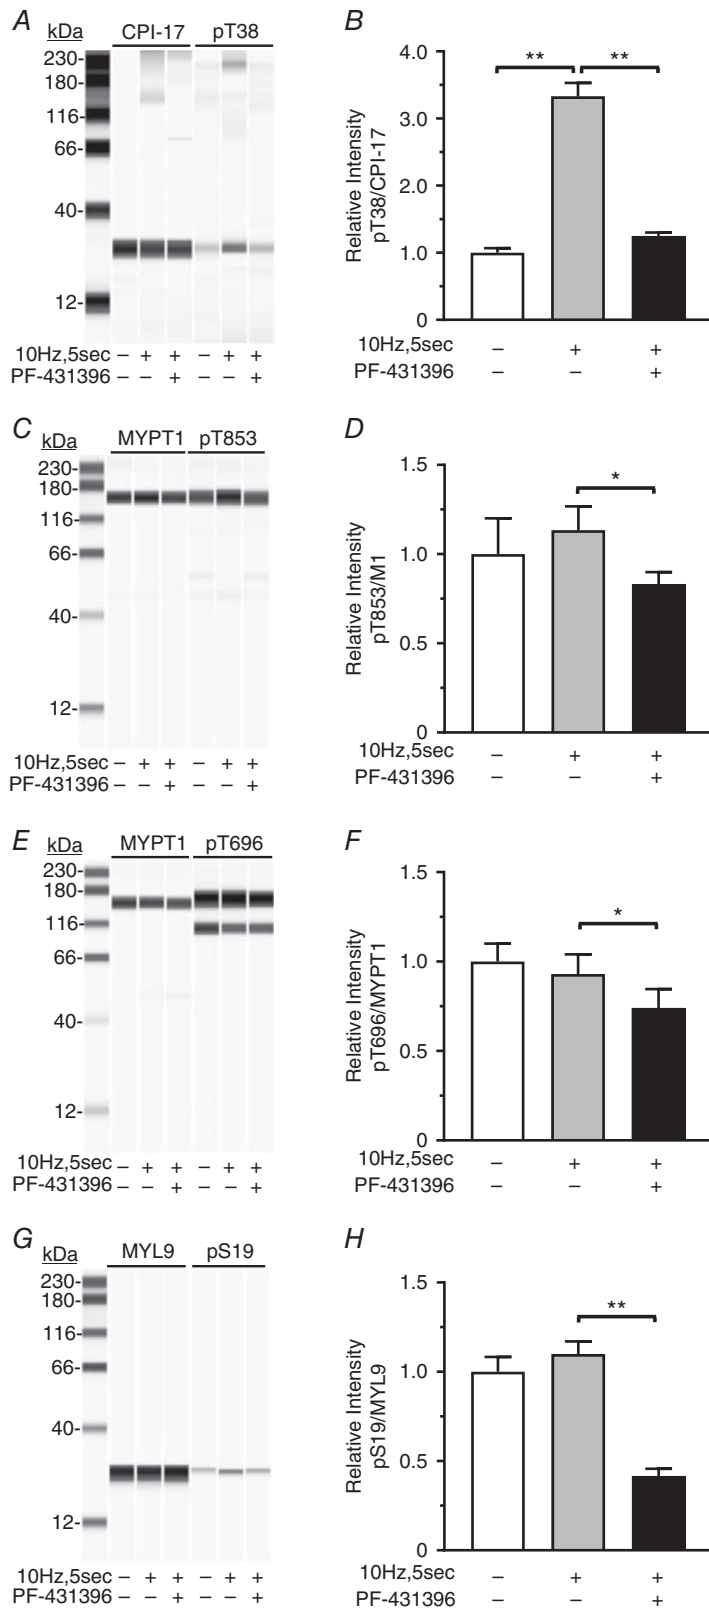 A
kDa
CPI-17 pT38
230-
180-
116-
66-
40-
12-
10Hz,5sec – + + – + +
PF-431396 – – + – – +
B
Relative Intensity
pT38/CPI-17
4.0
3.0
2.0
1.0
0
** **
10Hz,5sec – + +
PF-431396 – – +
C
kDa
MYPT1 pT853
230-
180-
116-
66-
40-
12-
10Hz,5sec – + + – + +
PF-431396 – – + – – +
D
Relative Intensity
pT853/M1
1.5
1.0
0.5
0
*
10Hz,5sec – + +
PF-431396 – – +
E
kDa
MYPT1 pT696
230-
180-
116-
66-
40-
12-
10Hz,5sec – + + – + +
PF-431396 – – + – – +
F
Relative Intensity
pT696/MYPT1
1.5
1.0
0.5
0
*
10Hz,5sec – + +
PF-431396 – – +
G
kDa
MYL9 pS19
230-
180-
116-
66-
40-
12-
10Hz,5sec – + + – + +
PF-431396 – – + – – +
H
Relative Intensity
pS19/MYL9
1.5
1.0
0.5
0
**
10Hz,5sec – + +
PF-431396 – – +